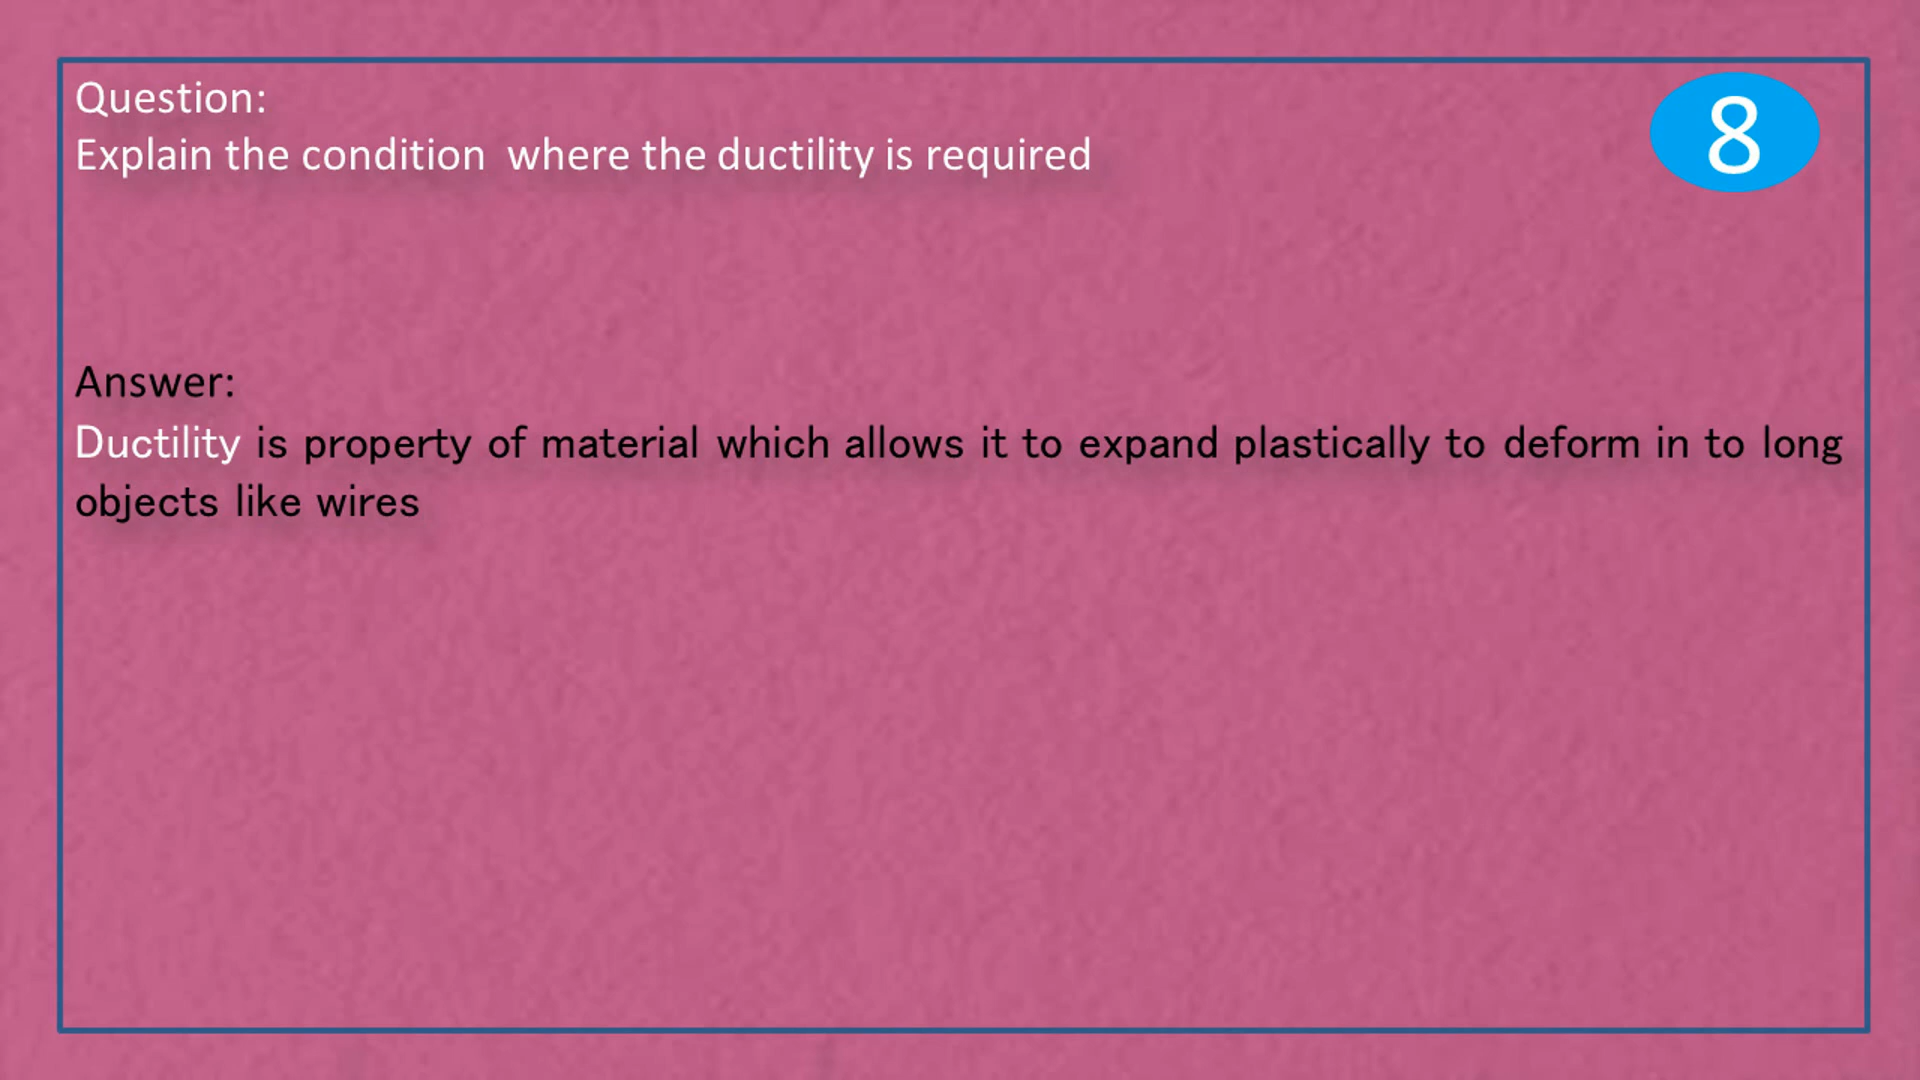 Question:
8
Explain the condition  where the ductility is required
Answer:
Ductility is property of material which allows it to expand plastically to deform in to long
objects like wires